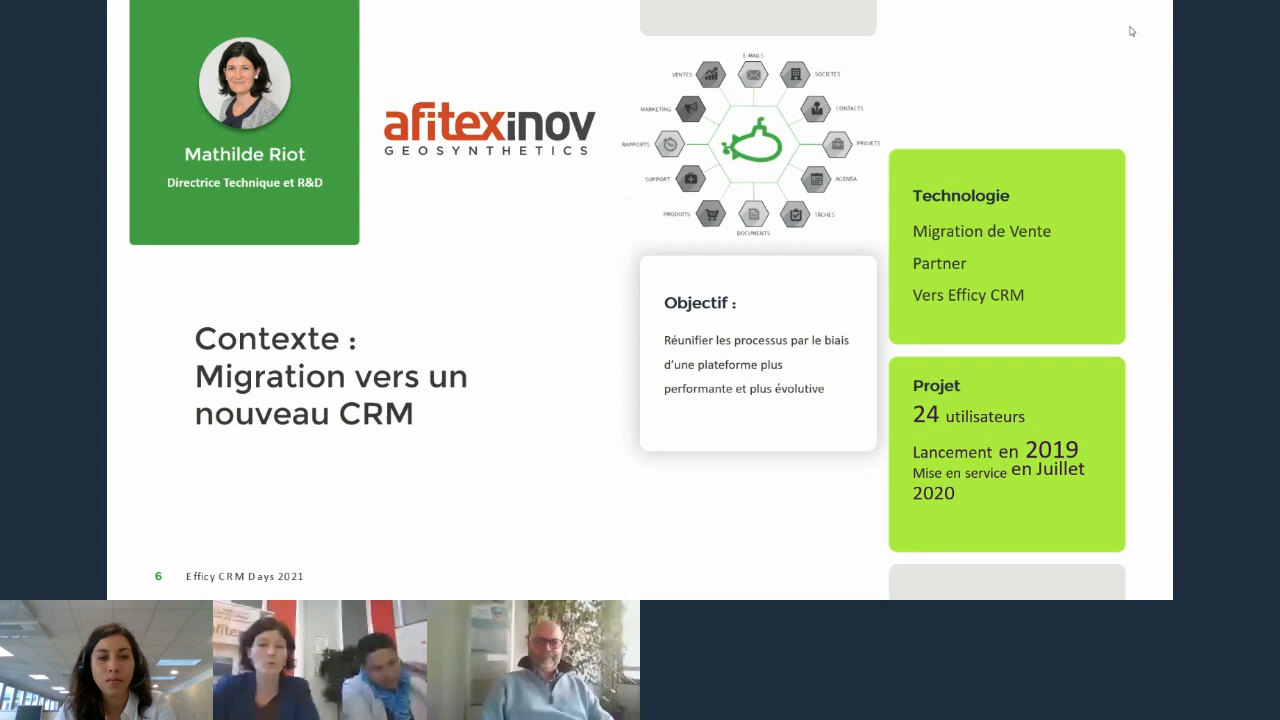 Mathilde Riot
Directrice Technique et R&D
afitexinov
GEOSYNTHETICS
E-MAILS
VENTES
SOCIÉTÉS
MARKETING
CONTACTS
RAPPORTS
PROJETS
SUPPORT
AGENDA
PRODUITS
TÂCHES
DOCUMENTS
Contexte :
Migration vers un
nouveau CRM
Objectif :
Réunifier les processus par le biais
d'une plateforme plus
performante et plus évolutive
Technologie
Migration de Vente
Partner
Vers Efficy CRM
Projet
24 utilisateurs
Lancement en 2019
Mise en service en Juillet
2020
6 Efficy CRM Days 2021
afitex